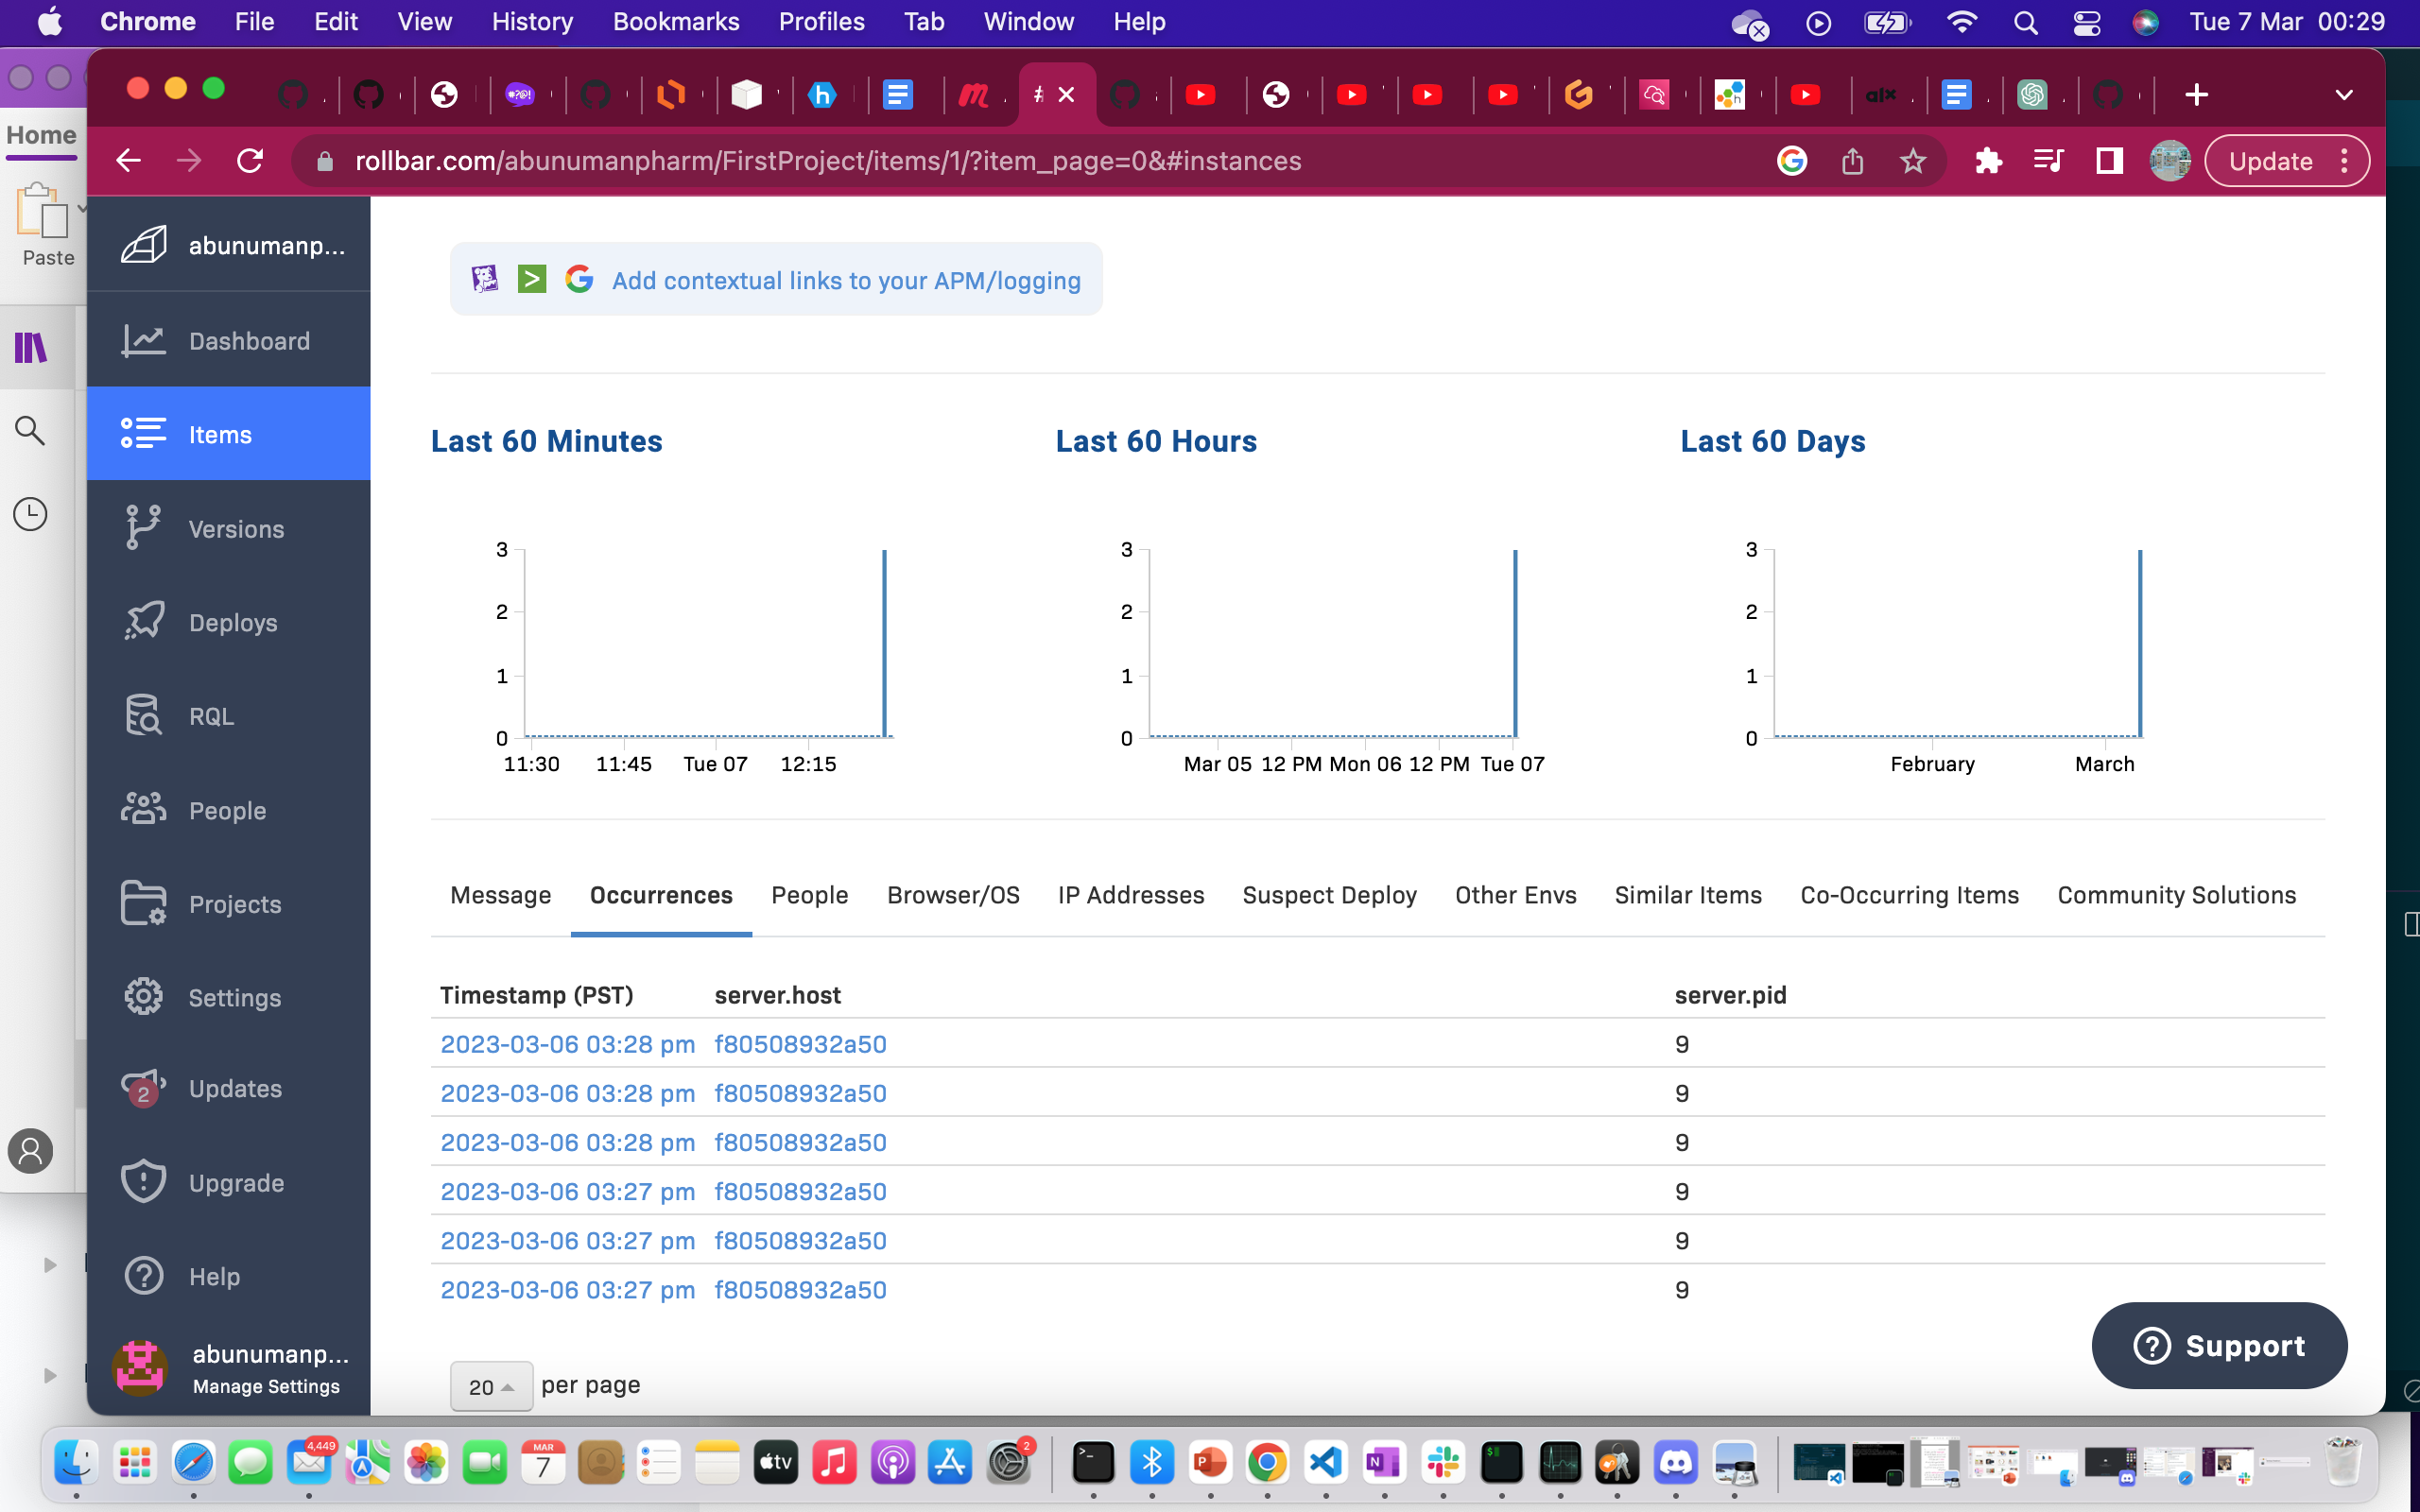 Chrome File Edit View History Bookmarks Profiles Tab Window Help Tue 7 Mar 00:29
Home
rollbar.com/abunumanpharm/FirstProject/items/1/?item_page=0&#instances
Update
Paste
abunumanp...
Dashboard
Items
Versions
Deploys
RQL
People
Projects
Settings
2 Updates
Upgrade
Help
abunumanp...
Manage Settings
Add contextual links to your APM/logging
Last 60 Minutes Last 60 Hours Last 60 Days
3 3 3
2 2 2
1 1 1
0 0 0
11:30 11:45 Tue 07 12:15 Mar 05 12 PM Mon 06 12 PM Tue 07 February March
Message Occurrences People Browser/OS IP Addresses Suspect Deploy Other Envs Similar Items Co-Occurring Items Community Solutions
Timestamp (PST) server.host server.pid
2023-03-06 03:28 pm f80508932a50 9
2023-03-06 03:28 pm f80508932a50 9
2023-03-06 03:28 pm f80508932a50 9
2023-03-06 03:27 pm f80508932a50 9
2023-03-06 03:27 pm f80508932a50 9
2023-03-06 03:27 pm f80508932a50 9
20 per page
Support
4,449
MAR
7
tv
2